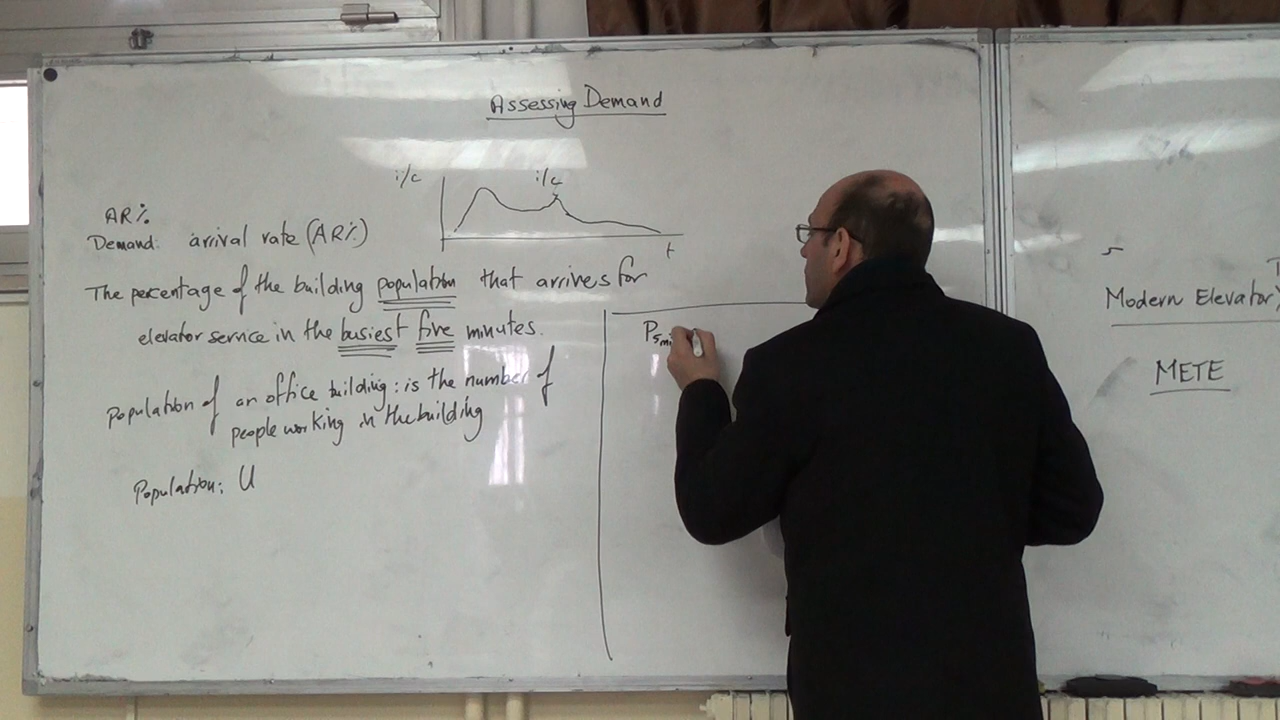 Assessing Demand
i/c
i/c
t
AR%
Demand: arrival rate (AR%)
The percentage of the building population that arrives for
elevator service in the busiest five minutes.
Population of an office building: is the number of
people working in the building
Population: U
P5mi
Modern Elevator
METE